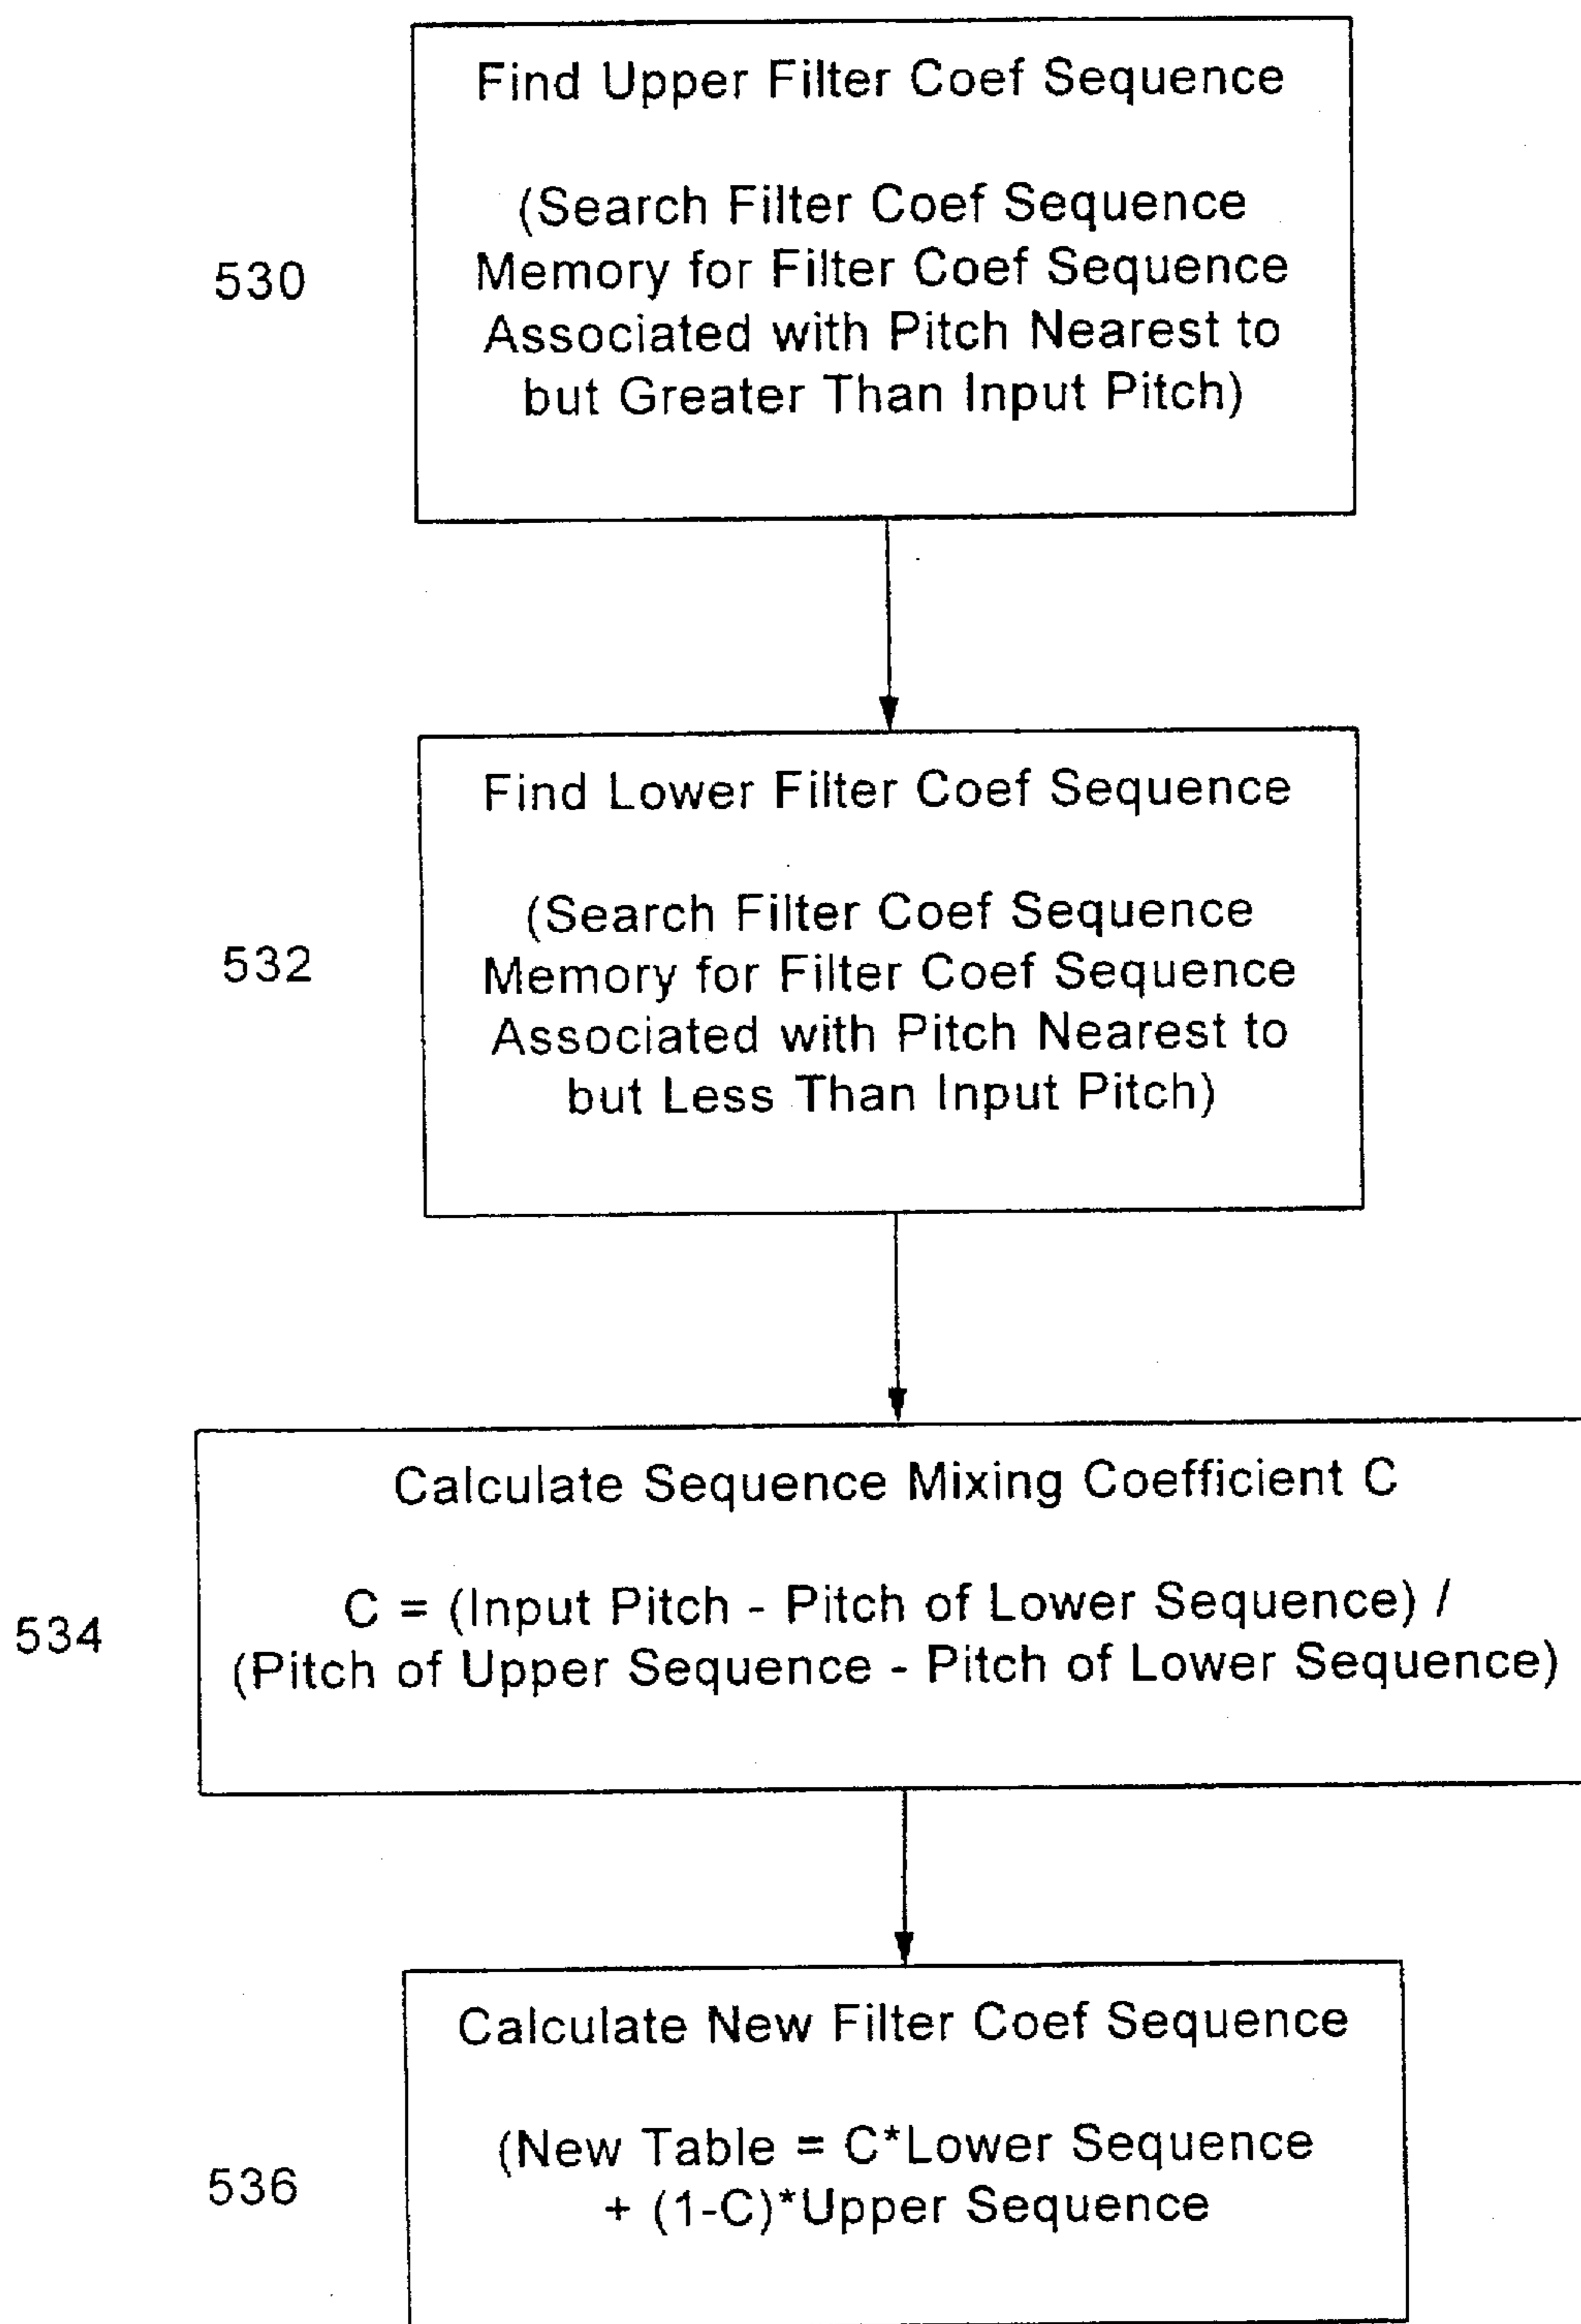 Find Upper Filter Coef Sequence
(Search Filter Coef Sequence
Memory for Filter Coef Sequence
Associated with Pitch Nearest to
but Greater Than Input Pitch)
530
Find Lower Filter Coef Sequence
(Search Filter Coef Sequence
Memory for Filter Coef Sequence
Associated with Pitch Nearest to
but Less Than Input Pitch)
532
Calculate Sequence Mixing Coefficient C
C = (Input Pitch - Pitch of Lower Sequence) /
(Pitch of Upper Sequence - Pitch of Lower Sequence)
534
Calculate New Filter Coef Sequence
(New Table = C*Lower Sequence
+ (1-C)*Upper Sequence
536